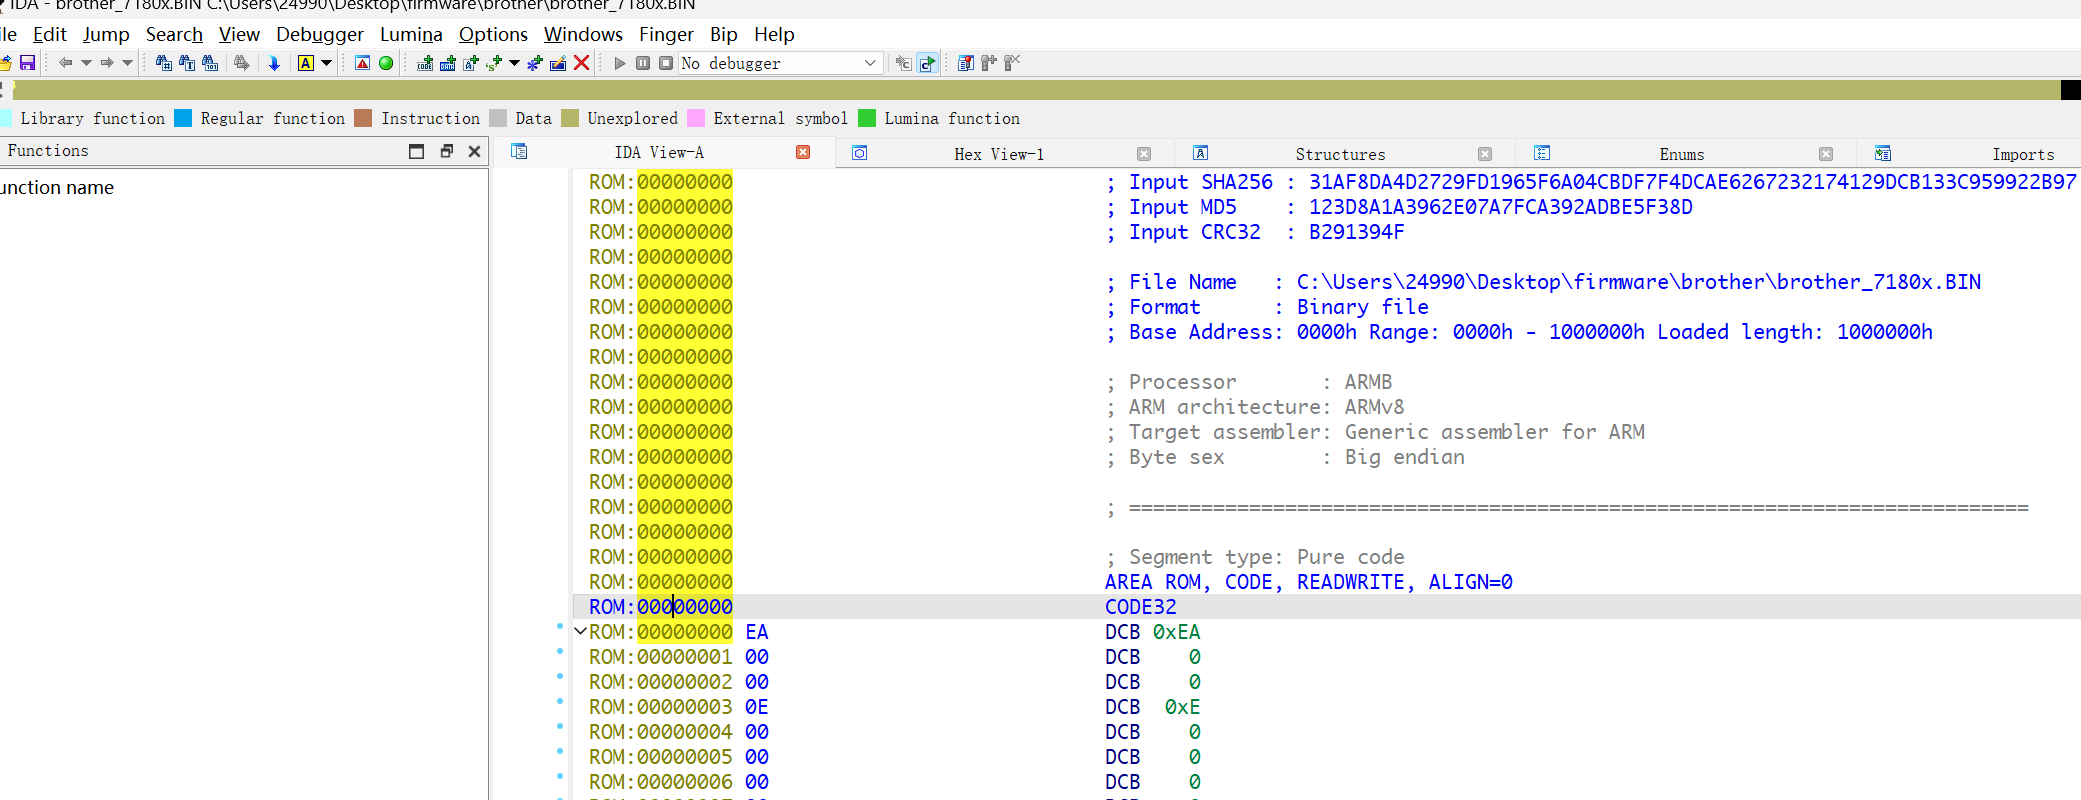 IDA - brother_7180x.BIN C:\Users\24990\Desktop\firmware\brother\brother_7180x.BIN
ile Edit Jump Search View Debugger Lumina Options Windows Finger Bip Help
No debugger
Library function Regular function Instruction Data Unexplored External symbol Lumina function
Functions
IDA View-A Hex View-1 Structures Enums Imports
unction name
ROM:00000000 ; Input SHA256 : 31AF8DA4D2729FD1965F6A04CBDF7F4DCAE6267232174129DCB133C959922B97
ROM:00000000 ; Input MD5 : 123D8A1A3962E07A7FCA392ADBE5F38D
ROM:00000000 ; Input CRC32 : B291394F
ROM:00000000
ROM:00000000 ; File Name : C:\Users\24990\Desktop\firmware\brother\brother_7180x.BIN
ROM:00000000 ; Format : Binary file
ROM:00000000 ; Base Address: 0000h Range: 0000h - 1000000h Loaded length: 1000000h
ROM:00000000
ROM:00000000 ; Processor : ARMB
ROM:00000000 ; ARM architecture: ARMv8
ROM:00000000 ; Target assembler: Generic assembler for ARM
ROM:00000000 ; Byte sex : Big endian
ROM:00000000
ROM:00000000 ; ===========================================================================
ROM:00000000
ROM:00000000 ; Segment type: Pure code
ROM:00000000 AREA ROM, CODE, READWRITE, ALIGN=0
ROM:00000000 CODE32
ROM:00000000 EA DCB 0xEA
ROM:00000001 00 DCB 0
ROM:00000002 00 DCB 0
ROM:00000003 0E DCB 0xE
ROM:00000004 00 DCB 0
ROM:00000005 00 DCB 0
ROM:00000006 00 DCB 0